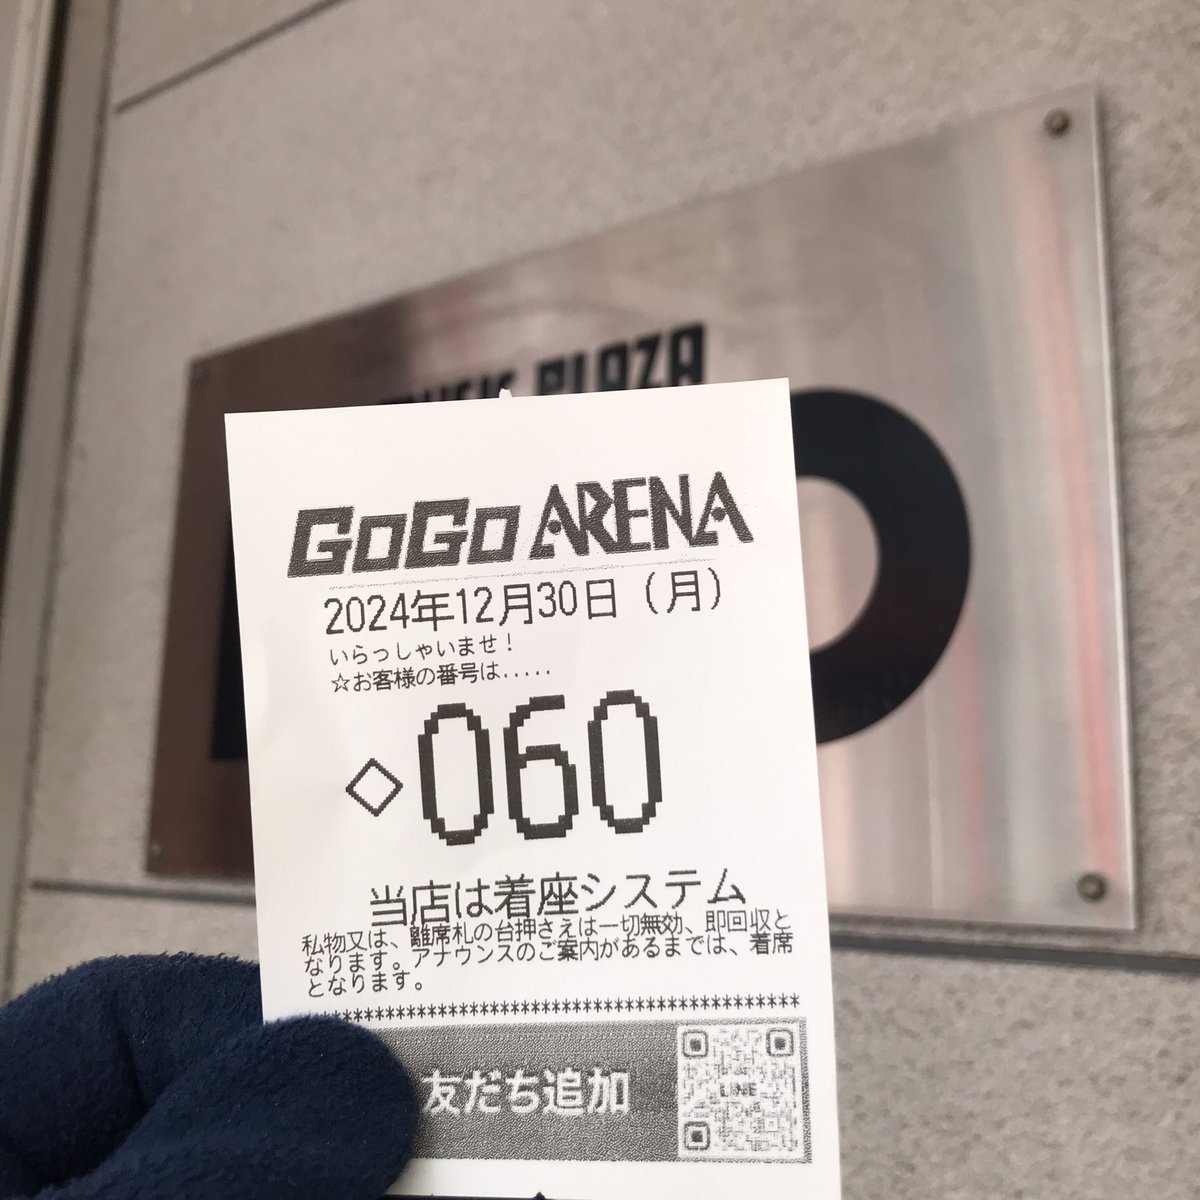 PLAZA
GoGo ARENA
2024年12月30日（月）
いらっしゃいませ！
☆お客様の番号は.....
◇060
当店は着座システム
私物又は、離席札の台押さえは一切無効、即回収と
なります。アナウンスのご案内があるまでは、着席
となります。
*******************************************
友だち追加
LINE